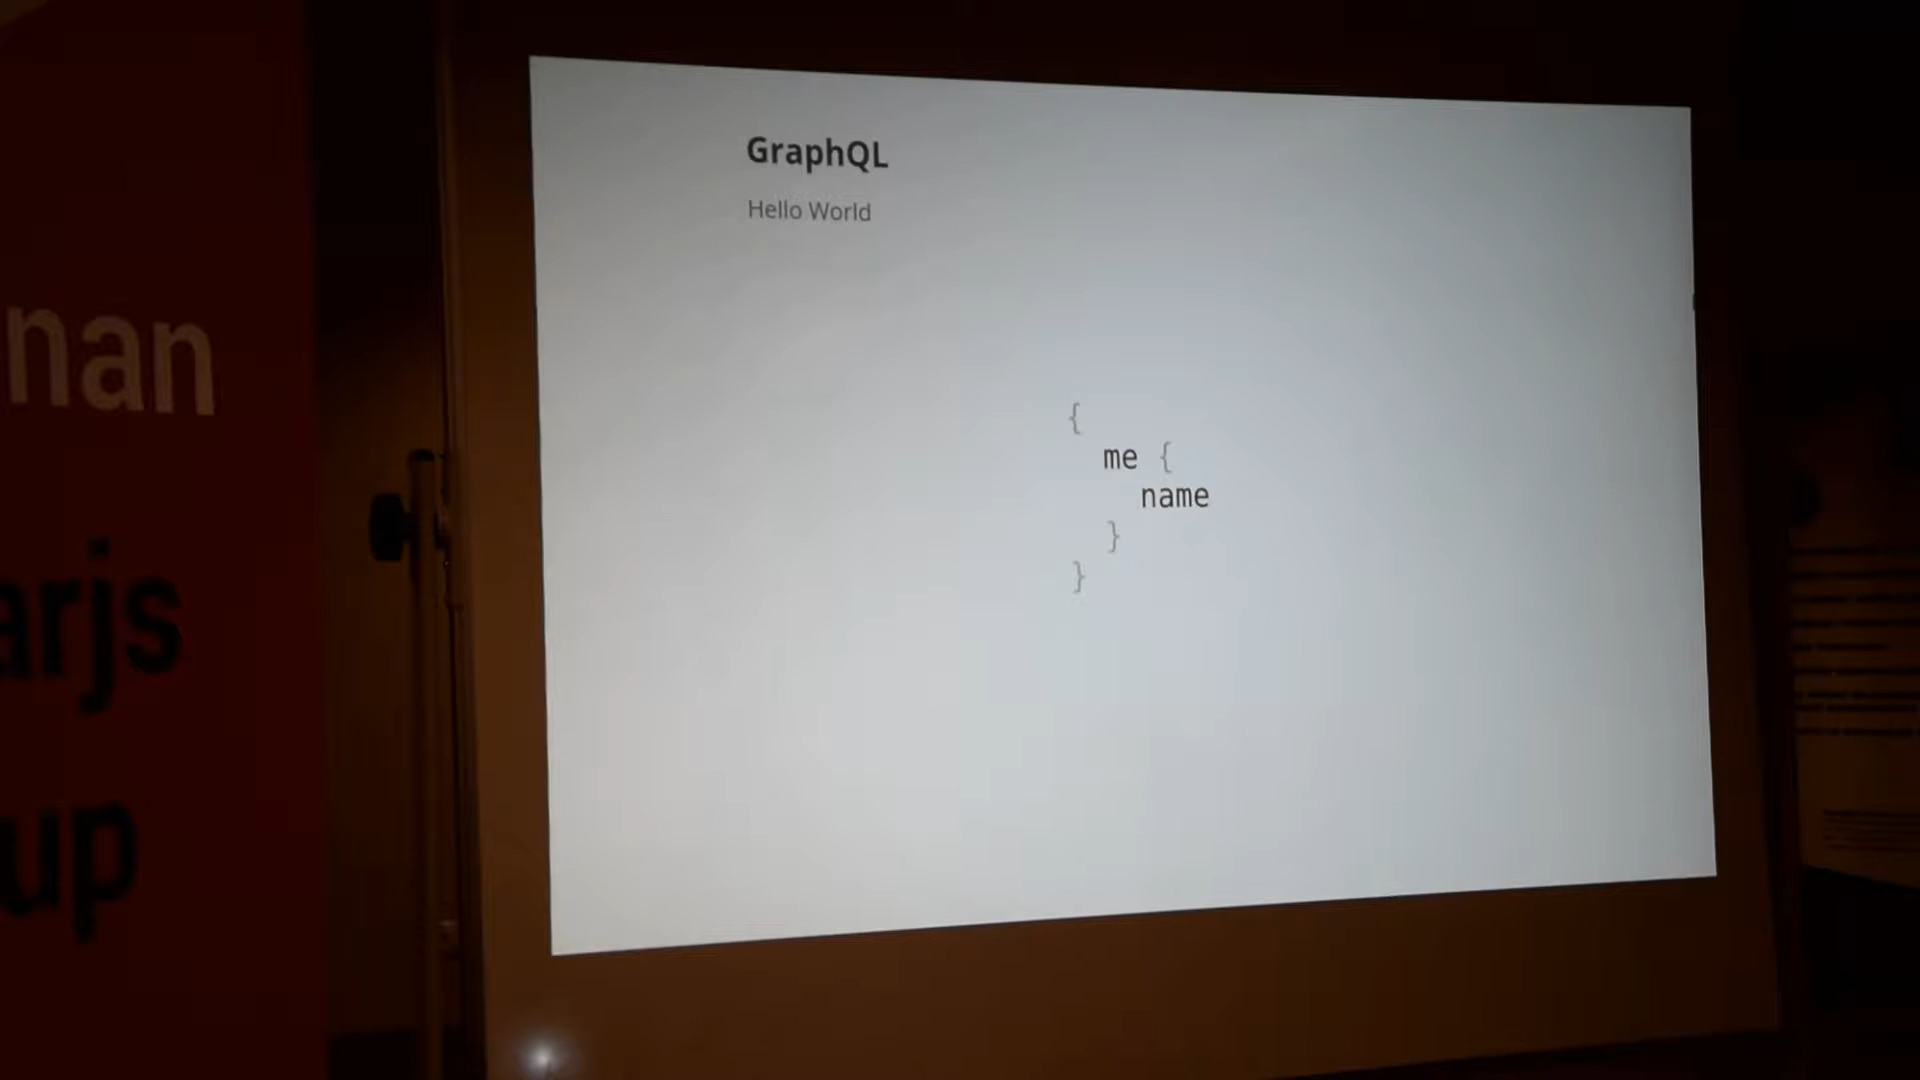 GraphQL
Hello World
{
me {
name
}
}
nan
arjs
up